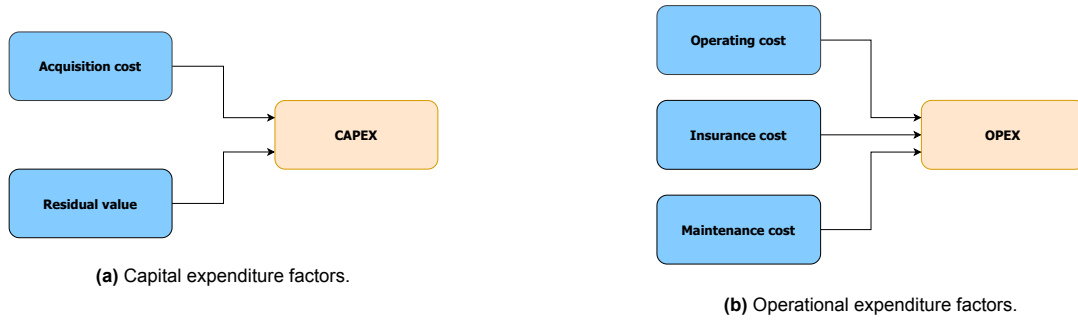 Acquisition cost
CAPEX
Residual value
(a) Capital expenditure factors.
Operating cost
Insurance cost
OPEX
Maintenance cost
(b) Operational expenditure factors.